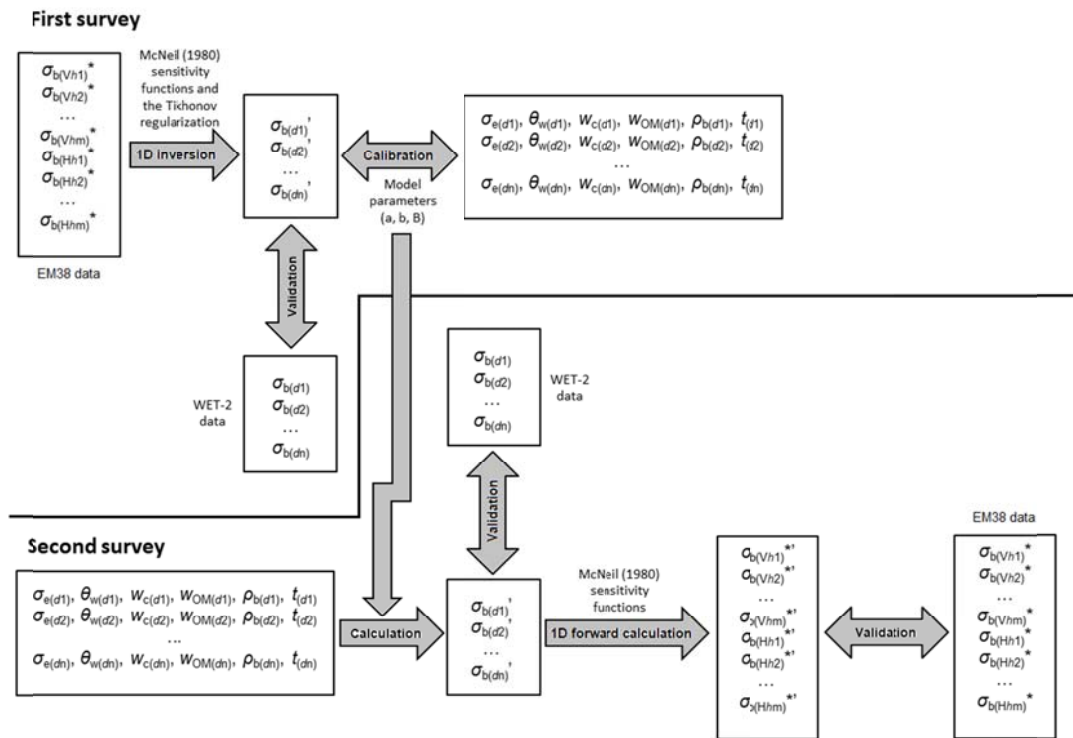 First survey
McNeil (1980)
sensitivity
functions and
the Tikhonov
regularization
1D inversion
σb(Vh1)*
σb(Vh2)*
...
σb(Vhm)*
σb(Hh1)*
σb(Hh2)*
...
σb(Hhm)*
EM38 data
σb(d1)'
σb(d2)'
...
σb(dn)'
Calibration
Model
parameters
(a, b, B)
σe(d1), θw(d1), wc(d1), wOM(d1), ρb(d1), t(d1)
σe(d2), θw(d2), wc(d2), wOM(d2), ρb(d2), t(d2)
...
σe(dn), θw(dn), wc(dn), wOM(dn), ρb(dn), t(dn)
Validation
WET-2
data
σb(d1)
σb(d2)
...
σb(dn)
σb(d1)
σb(d2)
...
σb(dn)
WET-2
data
Validation
Second survey
σe(d1), θw(d1), wc(d1), wOM(d1), ρb(d1), t(d1)
σe(d2), θw(d2), wc(d2), wOM(d2), ρb(d2), t(d2)
...
σe(dn), θw(dn), wc(dn), wOM(dn), ρb(dn), t(dn)
Calculation
σb(d1)'
σb(d2)'
...
σb(dn)'
McNeil (1980)
sensitivity
functions
1D forward calculation
σb(Vh1)*'
σb(Vh2)*'
...
σb(Vhm)*'
σb(Hh1)*'
σb(Hh2)*'
...
σb(Hhm)*'
Validation
EM38 data
σb(Vh1)*
σb(Vh2)*
...
σb(Vhm)*
σb(Hh1)*
σb(Hh2)*
...
σb(Hhm)*